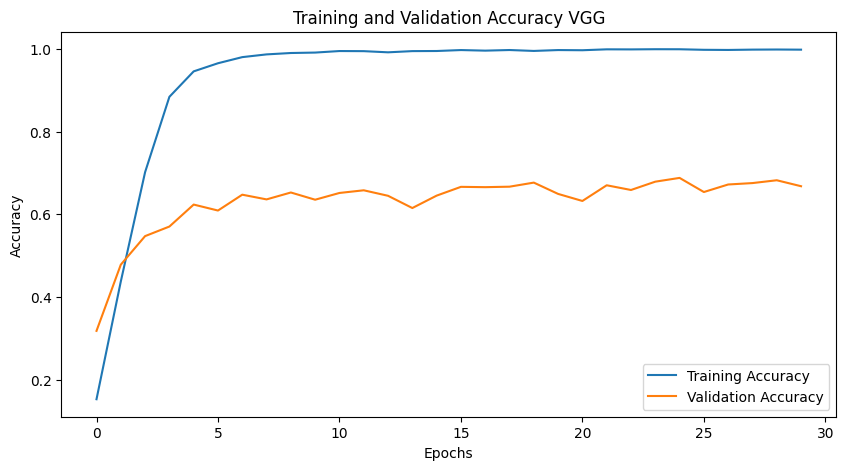 Training and Validation Accuracy VGG
1.0
0.8
0.6
0.4
0.2
Accuracy
Training Accuracy
Validation Accuracy
0 5 10 15 20 25 30
Epochs